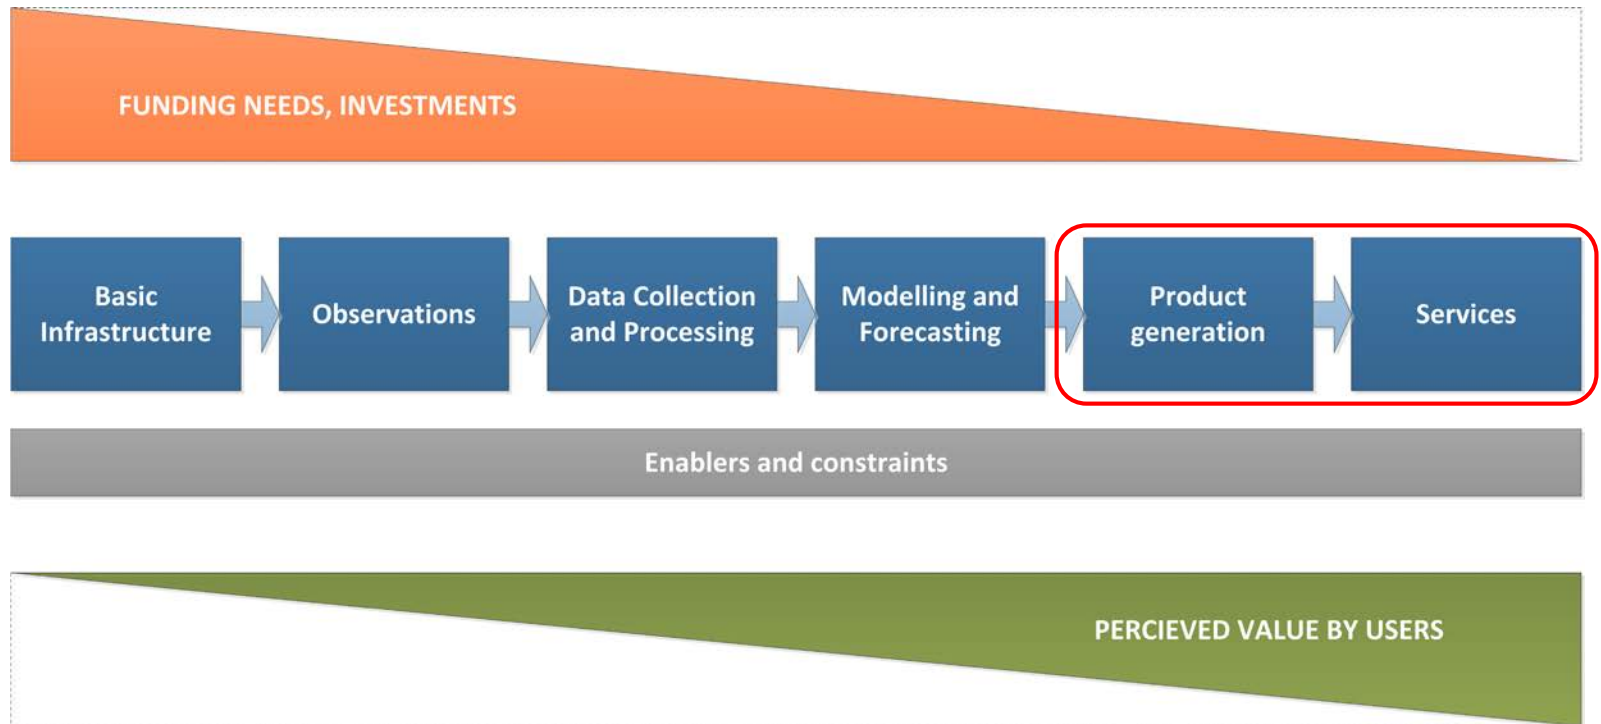 FUNDING NEEDS, INVESTMENTS
Basic
Infrastructure
Observations
Data Collection
and Processing
Modelling and
Forecasting
Product
generation
Services
Enablers and constraints
PERCIEVED VALUE BY USERS